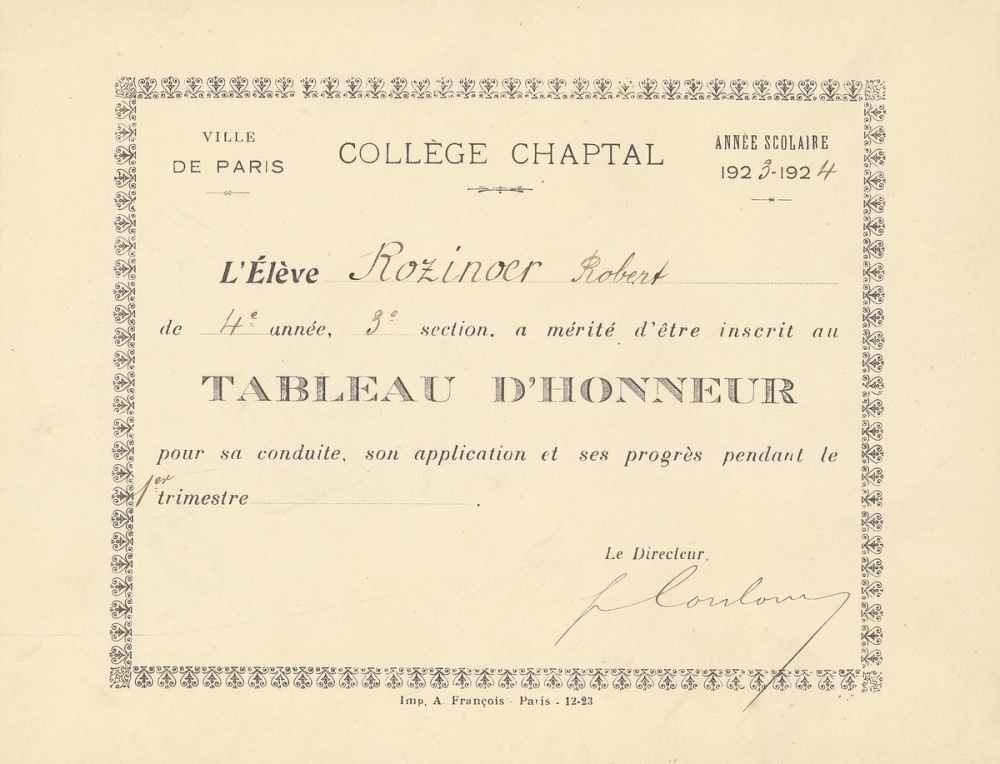 VILLE
DE PARIS
COLLÈGE CHAPTAL
ANNÉE SCOLAIRE
1923-1924
L'Élève Rozinoer Robert
de 4e année, 3e section. a mérité d'être inscrit au
TABLEAU D'HONNEUR
pour sa conduite, son application et ses progrès pendant le
1er trimestre .
Le Directeur,
Imp. A. François - Paris - 12-23